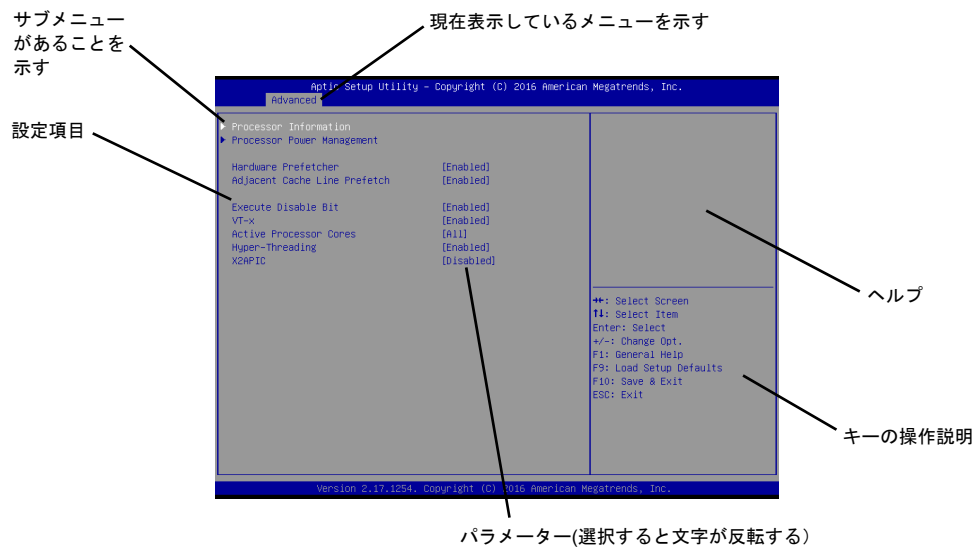 サブメニュー
があることを
示す
現在表示しているメニューを示す
設定項目
Aptio Setup Utility – Copyright (C) 2016 American Megatrends, Inc.
Advanced
Processor Information
Processor Power Management
Hardware Prefetcher [Enabled]
Adjacent Cache Line Prefetch [Enabled]
Execute Disable Bit [Enabled]
VT-x [Enabled]
Active Processor Cores [All]
Hyper-Threading [Enabled]
X2APIC [Disabled]
→←: Select Screen
↑↓: Select Item
Enter: Select
+/-: Change Opt.
F1: General Help
F9: Load Setup Defaults
F10: Save & Exit
ESC: Exit
Version 2.17.1254. Copyright (C) 2016 American Megatrends, Inc.
ヘルプ
キーの操作説明
パラメーター(選択すると文字が反転する)